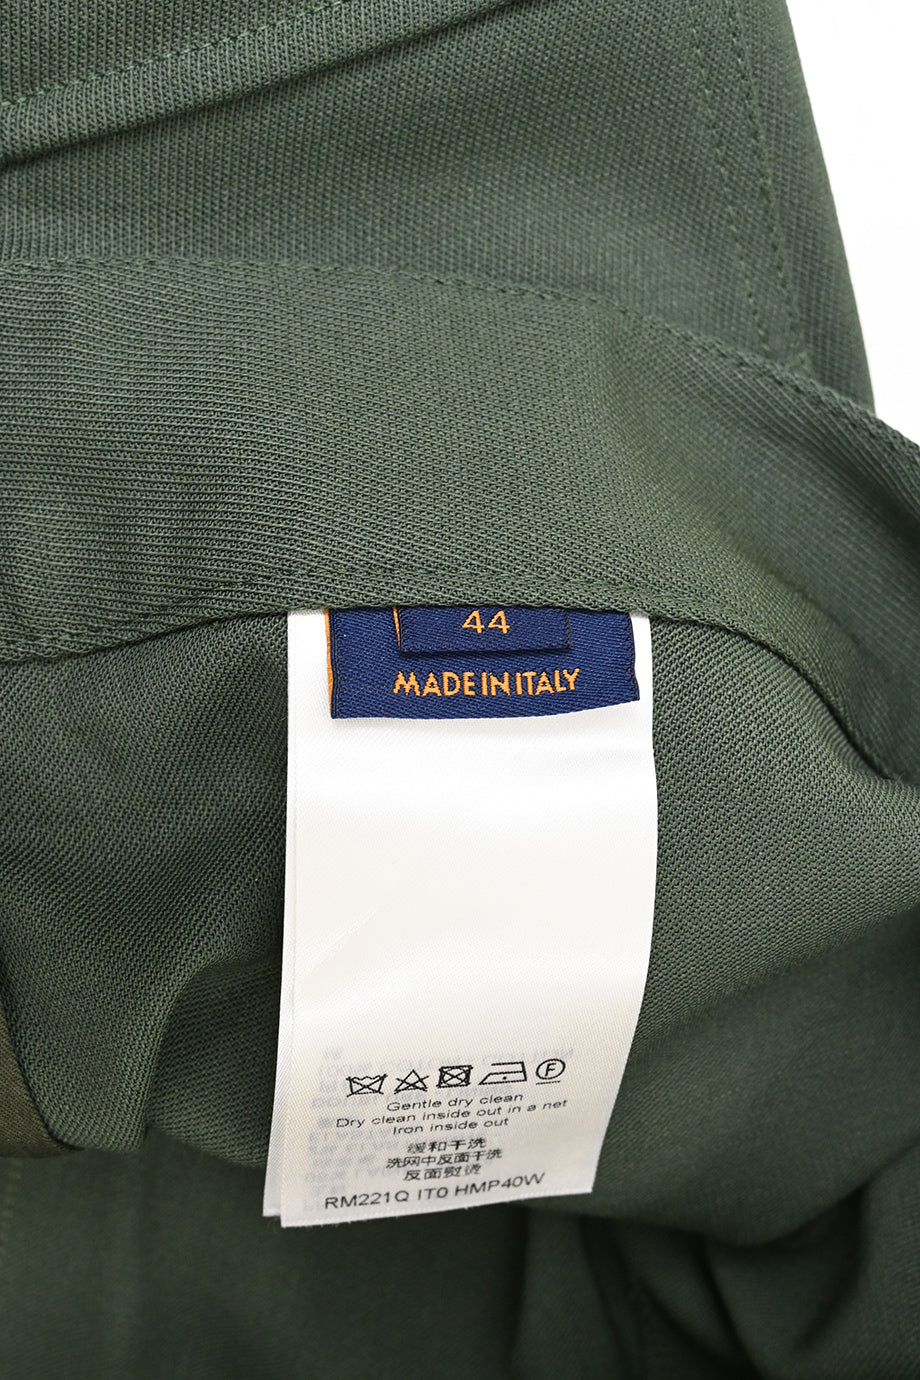 44
MADE IN ITALY
F
Gentle dry clean
Dry clean inside out in a net
Iron inside out
缓和干洗
洗网中反面干洗
反面熨烫
RM221Q IT0 HMP40W